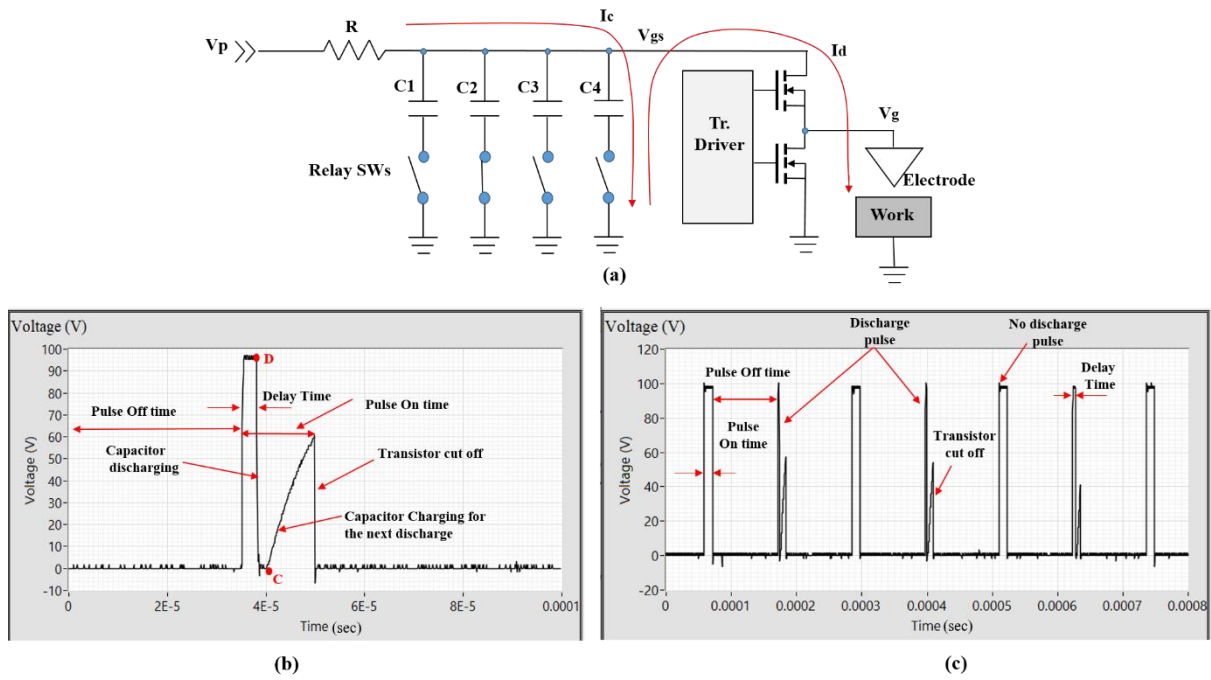 Vp
R
Ic
Vgs
Id
C1
C2
C3
C4
Relay SWs
Tr.
Driver
Vg
Electrode
Work
(a)
Voltage (V)
Voltage (V)
100
90
80
70
60
50
40
30
20
10
0
-10
0
2E-5
4E-5
6E-5
8E-5
0.0001
Time (sec)
D
Delay Time
Pulse Off time
Pulse On time
Capacitor
discharging
Transistor
cut off
Capacitor Charging for
the next discharge
C
(b)
Voltage (V)
Voltage (V)
120
100
80
60
40
20
0
-20
0
0.0001
0.0002
0.0003
0.0004
0.0005
0.0006
0.0007
0.0008
Time (sec)
Discharge
pulse
No discharge
pulse
Pulse Off time
Delay
Time
Pulse
On time
Transistor
cut off
(c)